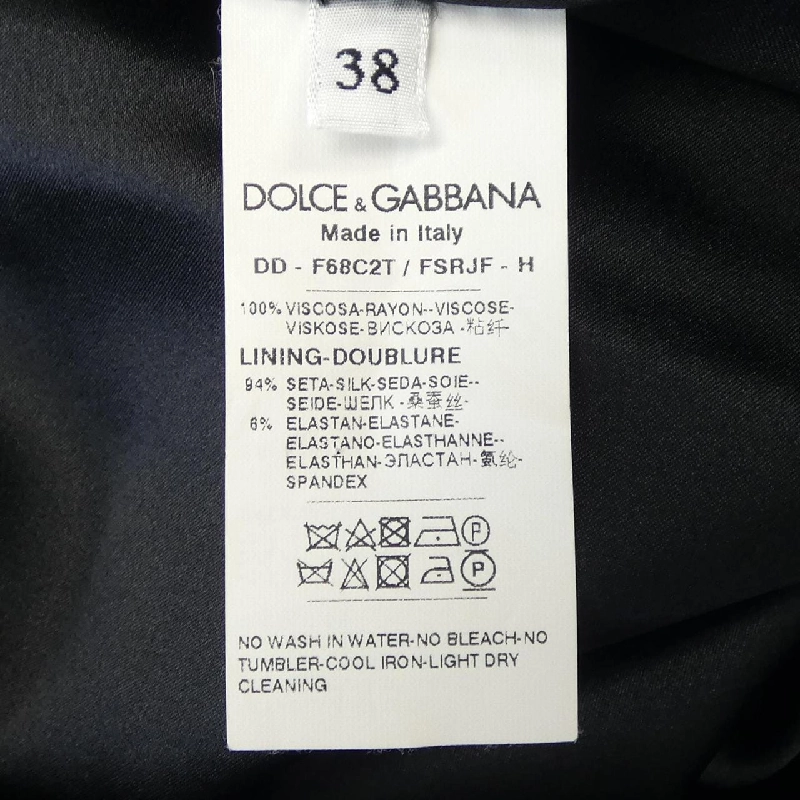 38
DOLCE & GABBANA
Made in Italy
DD - F68C2T / FSRJF - H
100% VISCOSA-RAYON--VISCOSE-
VISKOSE-ВИСКОЗА -粘纤-
LINING-DOUBLURE
94% SETA-SILK-SEDA-SOIE--
SEIDE-ШЕЛК -桑蚕丝-
6% ELASTAN-ELASTANE-
ELASTANO-ELASTHANNE--
ELASTHAN-ЭЛАСТАН-氨纶-
SPANDEX
P
P
NO WASH IN WATER-NO BLEACH-NO
TUMBLER-COOL IRON-LIGHT DRY
CLEANING